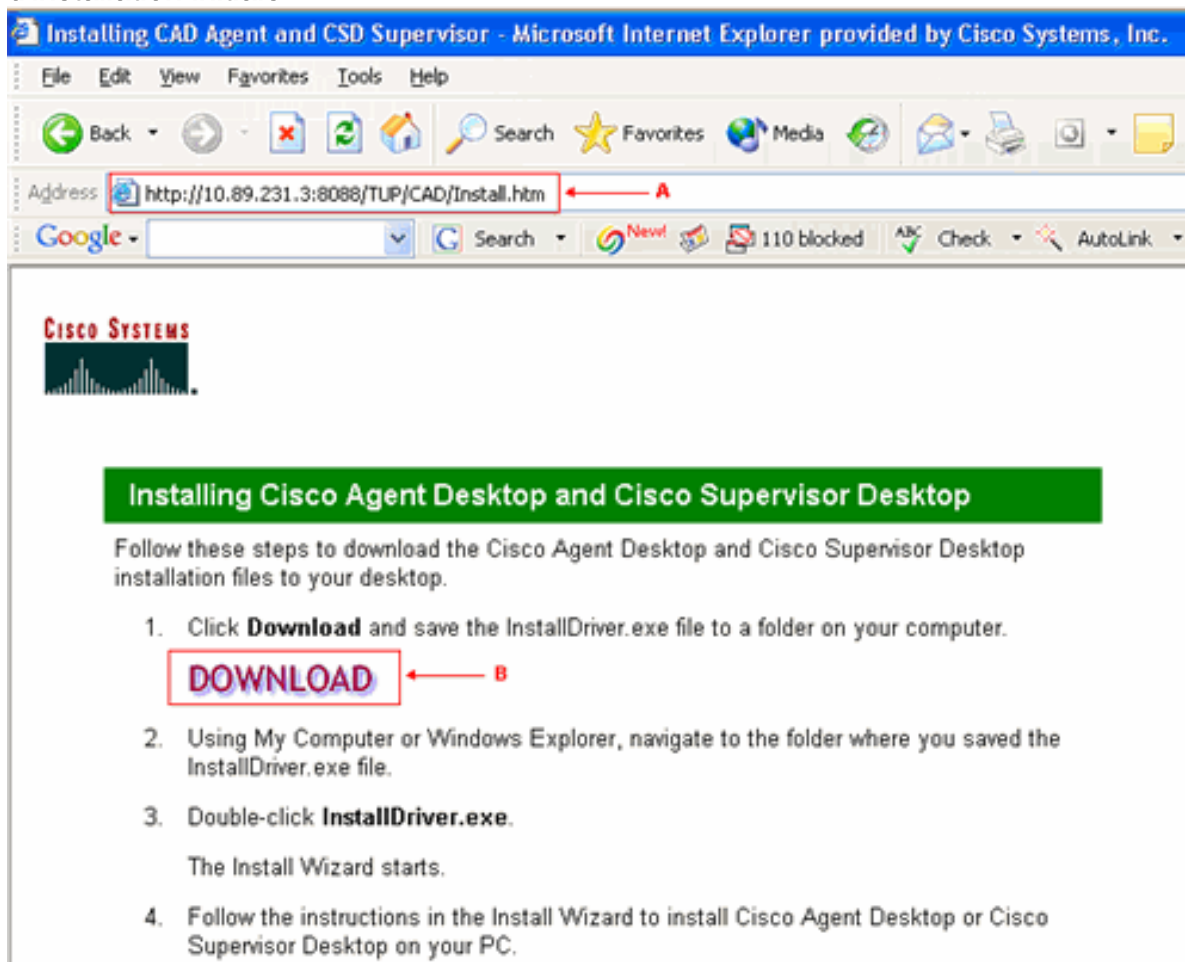 Installing CAD Agent and CSD Supervisor - Microsoft Internet Explorer provided by Cisco Systems, Inc.
File Edit View Favorites Tools Help
Back Search Favorites Media
Address http://10.89.231.3:8088/TUP/CAD/Install.htm A
Google Search New! 110 blocked ABC Check AutoLink
CISCO SYSTEMS
Installing Cisco Agent Desktop and Cisco Supervisor Desktop
Follow these steps to download the Cisco Agent Desktop and Cisco Supervisor Desktop
installation files to your desktop.
1. Click Download and save the InstallDriver.exe file to a folder on your computer.
DOWNLOAD B
2. Using My Computer or Windows Explorer, navigate to the folder where you saved the
InstallDriver.exe file.
3. Double-click InstallDriver.exe.
The Install Wizard starts.
4. Follow the instructions in the Install Wizard to install Cisco Agent Desktop or Cisco
Supervisor Desktop on your PC.